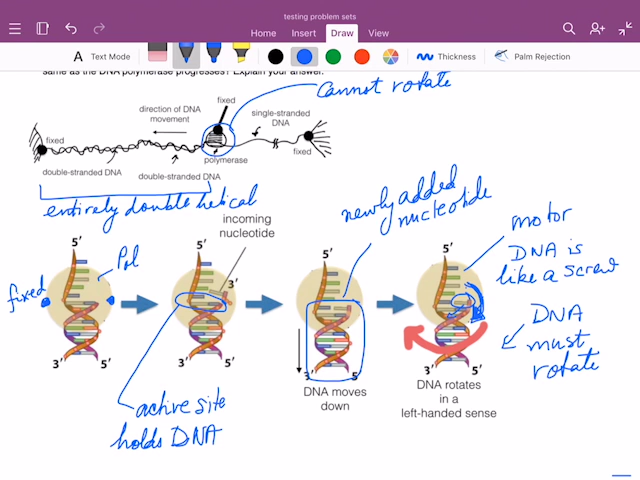 testing problem sets
Home Insert Draw View
Text Mode
Thickness
Palm Rejection
same as the DNA polymerase progresses? Explain your answer.
cannot rotate
fixed
direction of DNA
movement
single-stranded
DNA
fixed
fixed
polymerase
double-stranded DNA
double-stranded DNA
entirely double helical
newly added
nucleotide
incoming
nucleotide
motor
DNA is
like a screw
5'
Pol
5'
3'
5'
5'
fixed
DNA
must
rotate
3'
5'
3'
5'
3'
5'
3'
5'
DNA moves
down
DNA rotates
in a
left-handed sense
active site
holds DNA